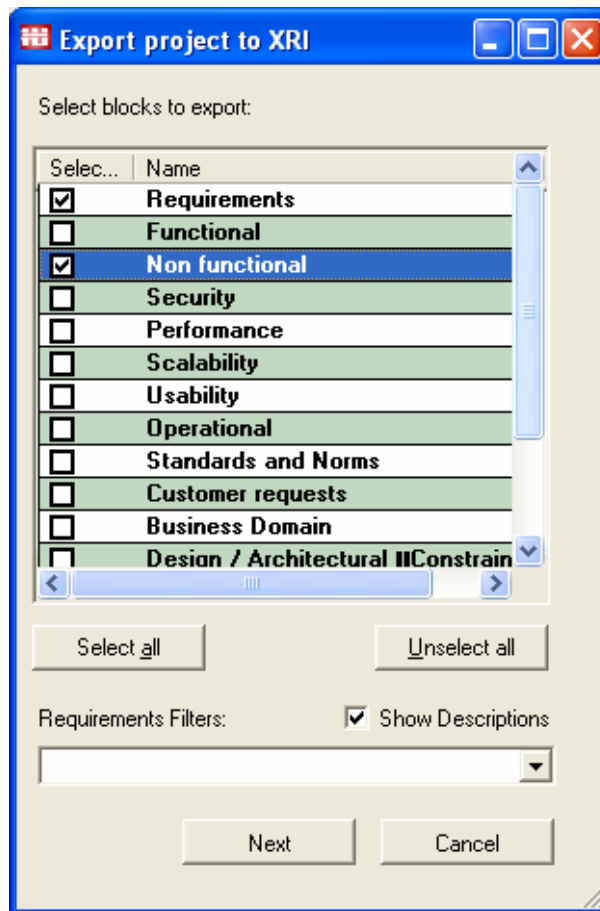 Export project to XRI
Select blocks to export:
Selec... Name
Requirements
Functional
Non functional
Security
Performance
Scalability
Usability
Operational
Standards and Norms
Customer requests
Business Domain
Design / Architectural Constrain
Select all Unselect all
Requirements Filters: Show Descriptions
Next Cancel